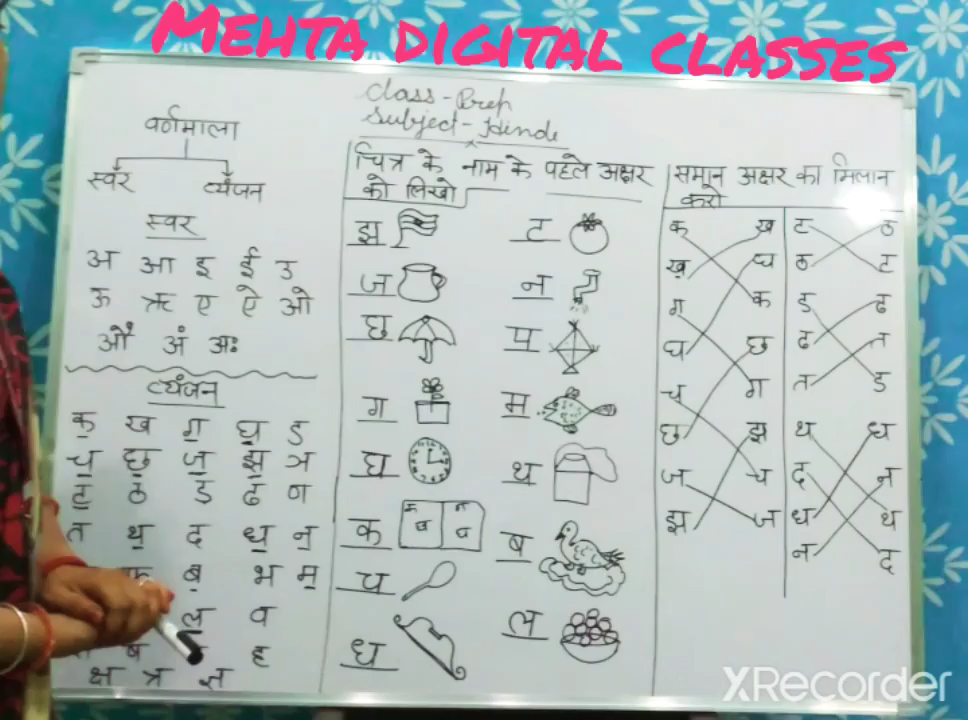 MEHTA DIGITAL CLASSES
class-Prep
Subject-Hinde
वर्णमाला
स्वर व्यंजन
स्वर
अ आ इ ई उ
ऊ ऋ ए ऐ ओ
औ अं अः
व्यंजन
क ख ग घ ड
च छ ज झ ञ
ट ठ ड ढ ण
त थ द ध न
फ ब भ म
ल व
ष ह
क्ष त्र ज्ञ
चित्र के नाम के पहले अक्षर
को लिखो
झ ट
ज न
छ प
ग म
घ थ
क ब
च ल
ध
समान अक्षर का मिलान
करो
क ख ट ठ
ख घ ठ ट
ग क ड ढ
घ छ ढ त
च ग त ड
छ झ थ ध
ज च द न
झ ज ध थ
न द
XRecorder